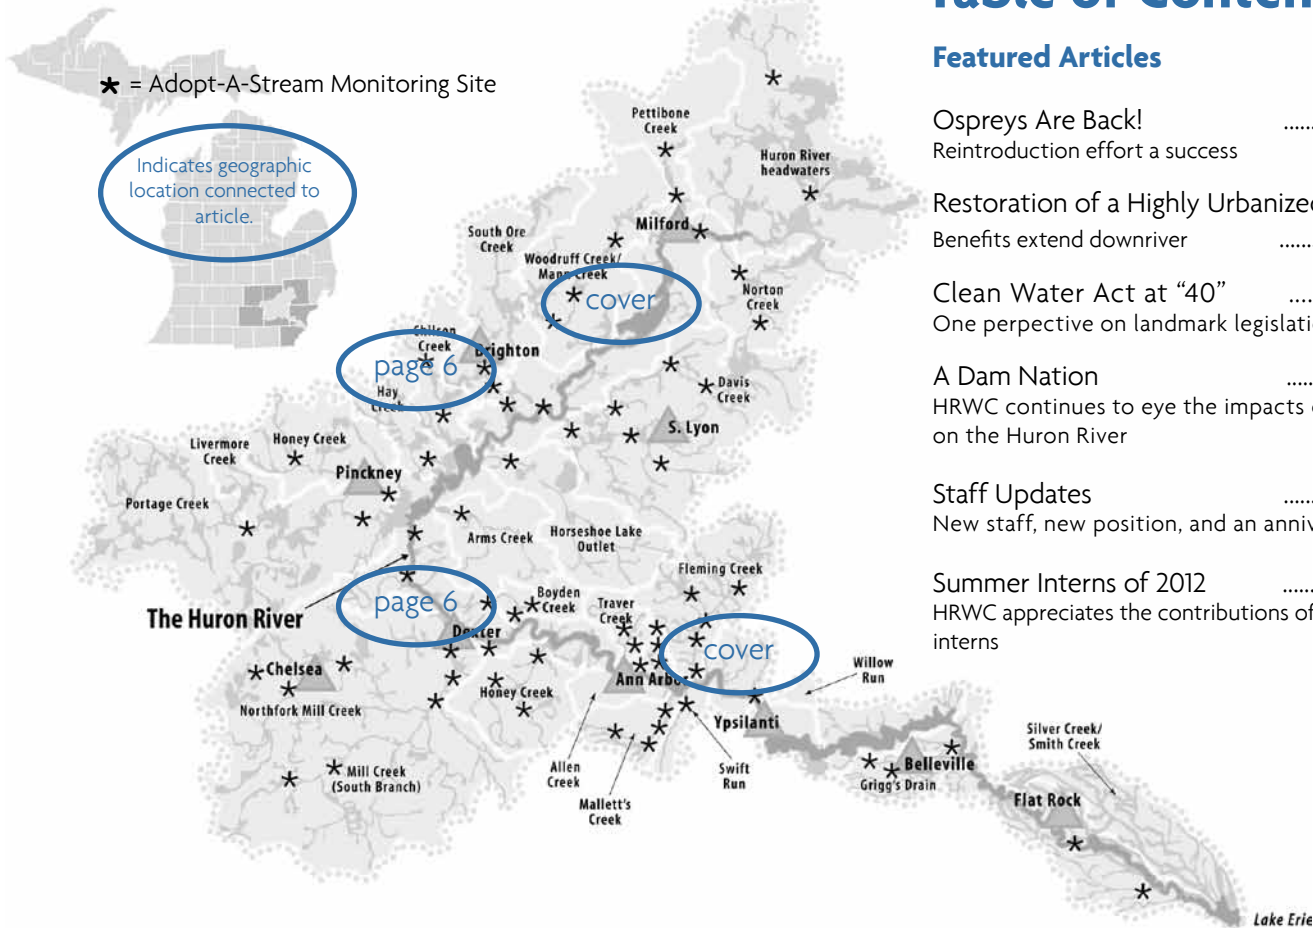 Featured Articles
Ospreys Are Back! ......
Reintroduction effort a success
Restoration of a Highly Urbanized
Benefits extend downriver ......
Clean Water Act at “40” ....
One perpective on landmark legislati
A Dam Nation .....
HRWC continues to eye the impacts
on the Huron River
Staff Updates ......
New staff, new position, and an anniv
Summer Interns of 2012 ......
HRWC appreciates the contributions of
interns
* = Adopt-A-Stream Monitoring Site
Indicates geographic
location connected to
article.
Pettibone
Creek
Huron River
headwaters
Milford
South Ore
Creek
Woodruff Creek/
Mann Creek
cover
Norton
Creek
Chilson
Creek
Brighton
page 6
Hay
Creek
Davis
Creek
S. Lyon
Livermore
Creek
Honey Creek
Pinckney
Portage Creek
Arms Creek
Horseshoe Lake
Outlet
Fleming Creek
The Huron River
page 6
Boyden
Creek
Traver
Creek
Dexter
cover
Willow
Run
Chelsea
Ann Arbor
Honey Creek
Northfork Mill Creek
Ypsilanti
Mill Creek
(South Branch)
Allen
Creek
Swift
Run
Mallett's
Creek
Belleville
Grigg's Drain
Silver Creek/
Smith Creek
Flat Rock
Lake Erie